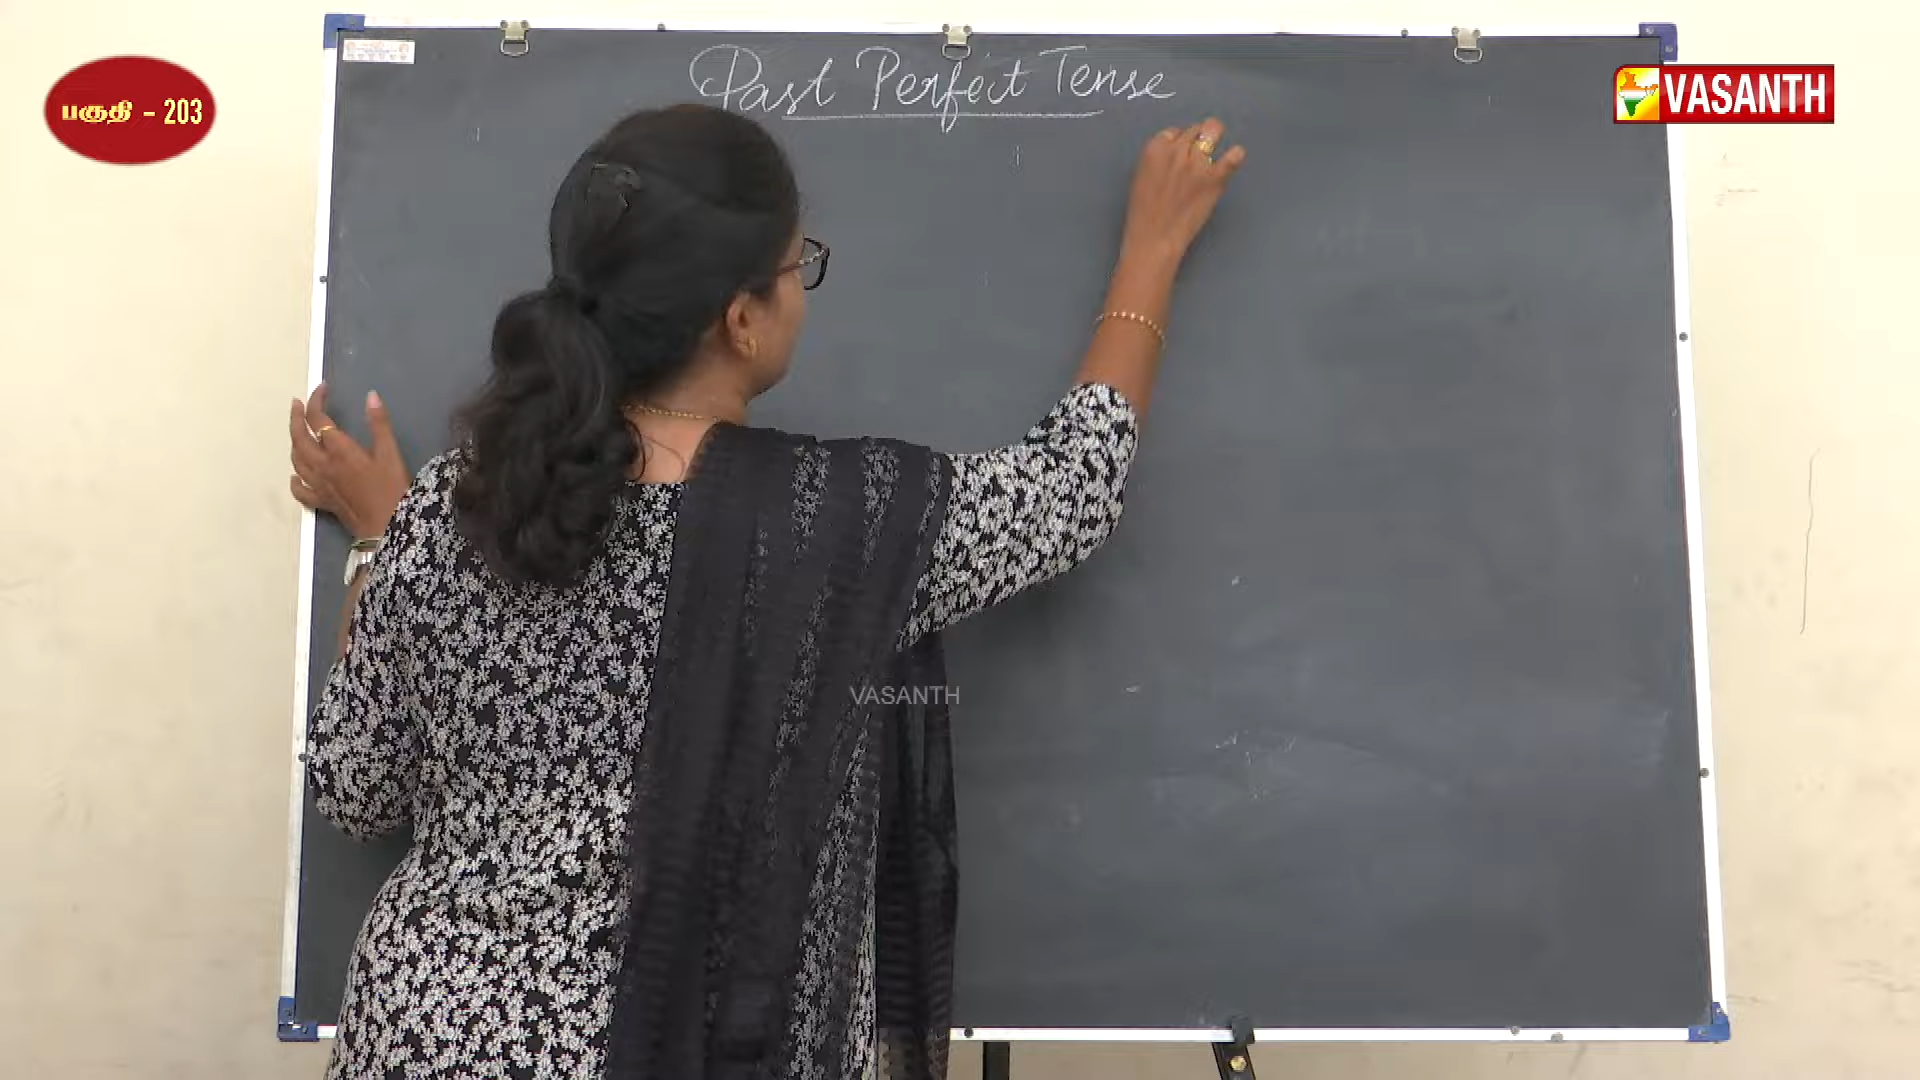 Past Perfect Tense
பகுதி - 203
VASANTH
VASANTH